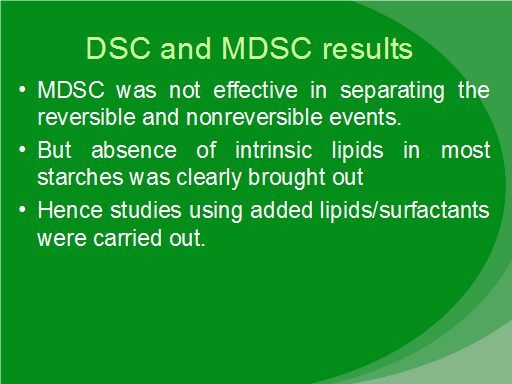 DSC and MDSC results
• MDSC was not effective in separating the
reversible and nonreversible events.
• But absence of intrinsic lipids in most
starches was clearly brought out
• Hence studies using added lipids/surfactants
were carried out.